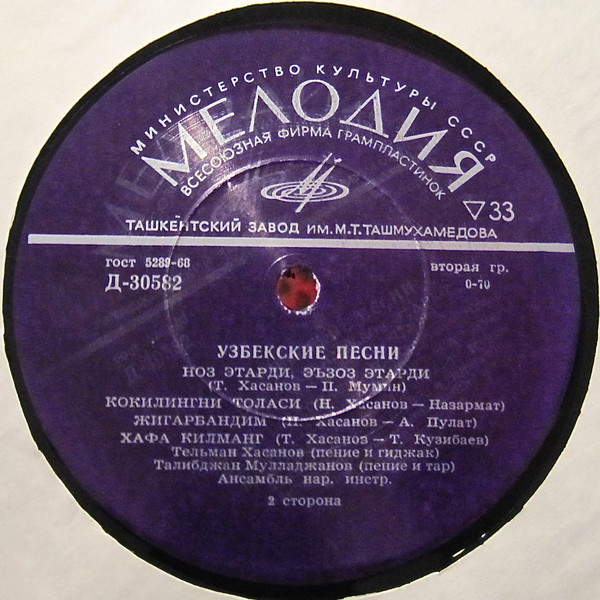 МИНИСТЕРСТВО КУЛЬТУРЫ СССР
МЕЛОДИЯ
ВСЕСОЮЗНАЯ ФИРМА ГРАМПЛАСТИНОК
▽33
ТАШКЕНТСКИЙ ЗАВОД ИМ. М.Т. ТАШМУХАМЕДОВА
гост 5289-68
вторая гр.
Д-30582
0-70
УЗБЕКСКИЕ ПЕСНИ
НОЗ ЭТАРДИ, ЭЪЗОЗ ЭТАРДИ
(Т. Хасанов — П. Мумин)
КОКИЛИНГНИ ТОЛАСИ (Н. Хасанов — Назармат)
ЖИГАРБАНДИМ (Н. Хасанов — А. Пулат)
ХАФА КИЛМАНГ (Т. Хасанов — Т. Кузибаев)
Тельман Хасанов (пение и гиджак)
Талибджан Мулладжанов (пение и тар)
Ансамбль нар. инстр.
2 сторона